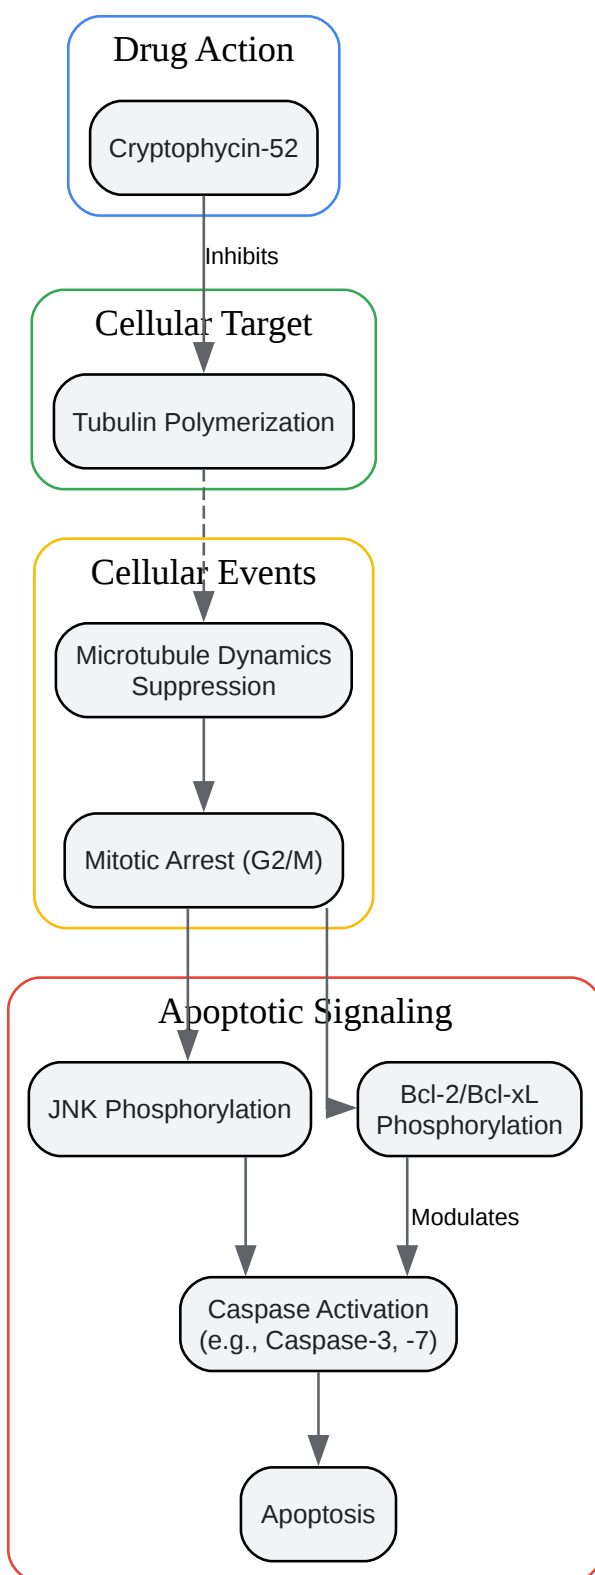 Drug Action
Cryptophycin-52
Inhibits
Cellular Target
Tubulin Polymerization
Cellular Events
Microtubule Dynamics
Suppression
Mitotic Arrest (G2/M)
Apoptotic Signaling
JNK Phosphorylation
Bcl-2/Bcl-xL
Phosphorylation
Modulates
Caspase Activation
(e.g., Caspase-3, -7)
Apoptosis